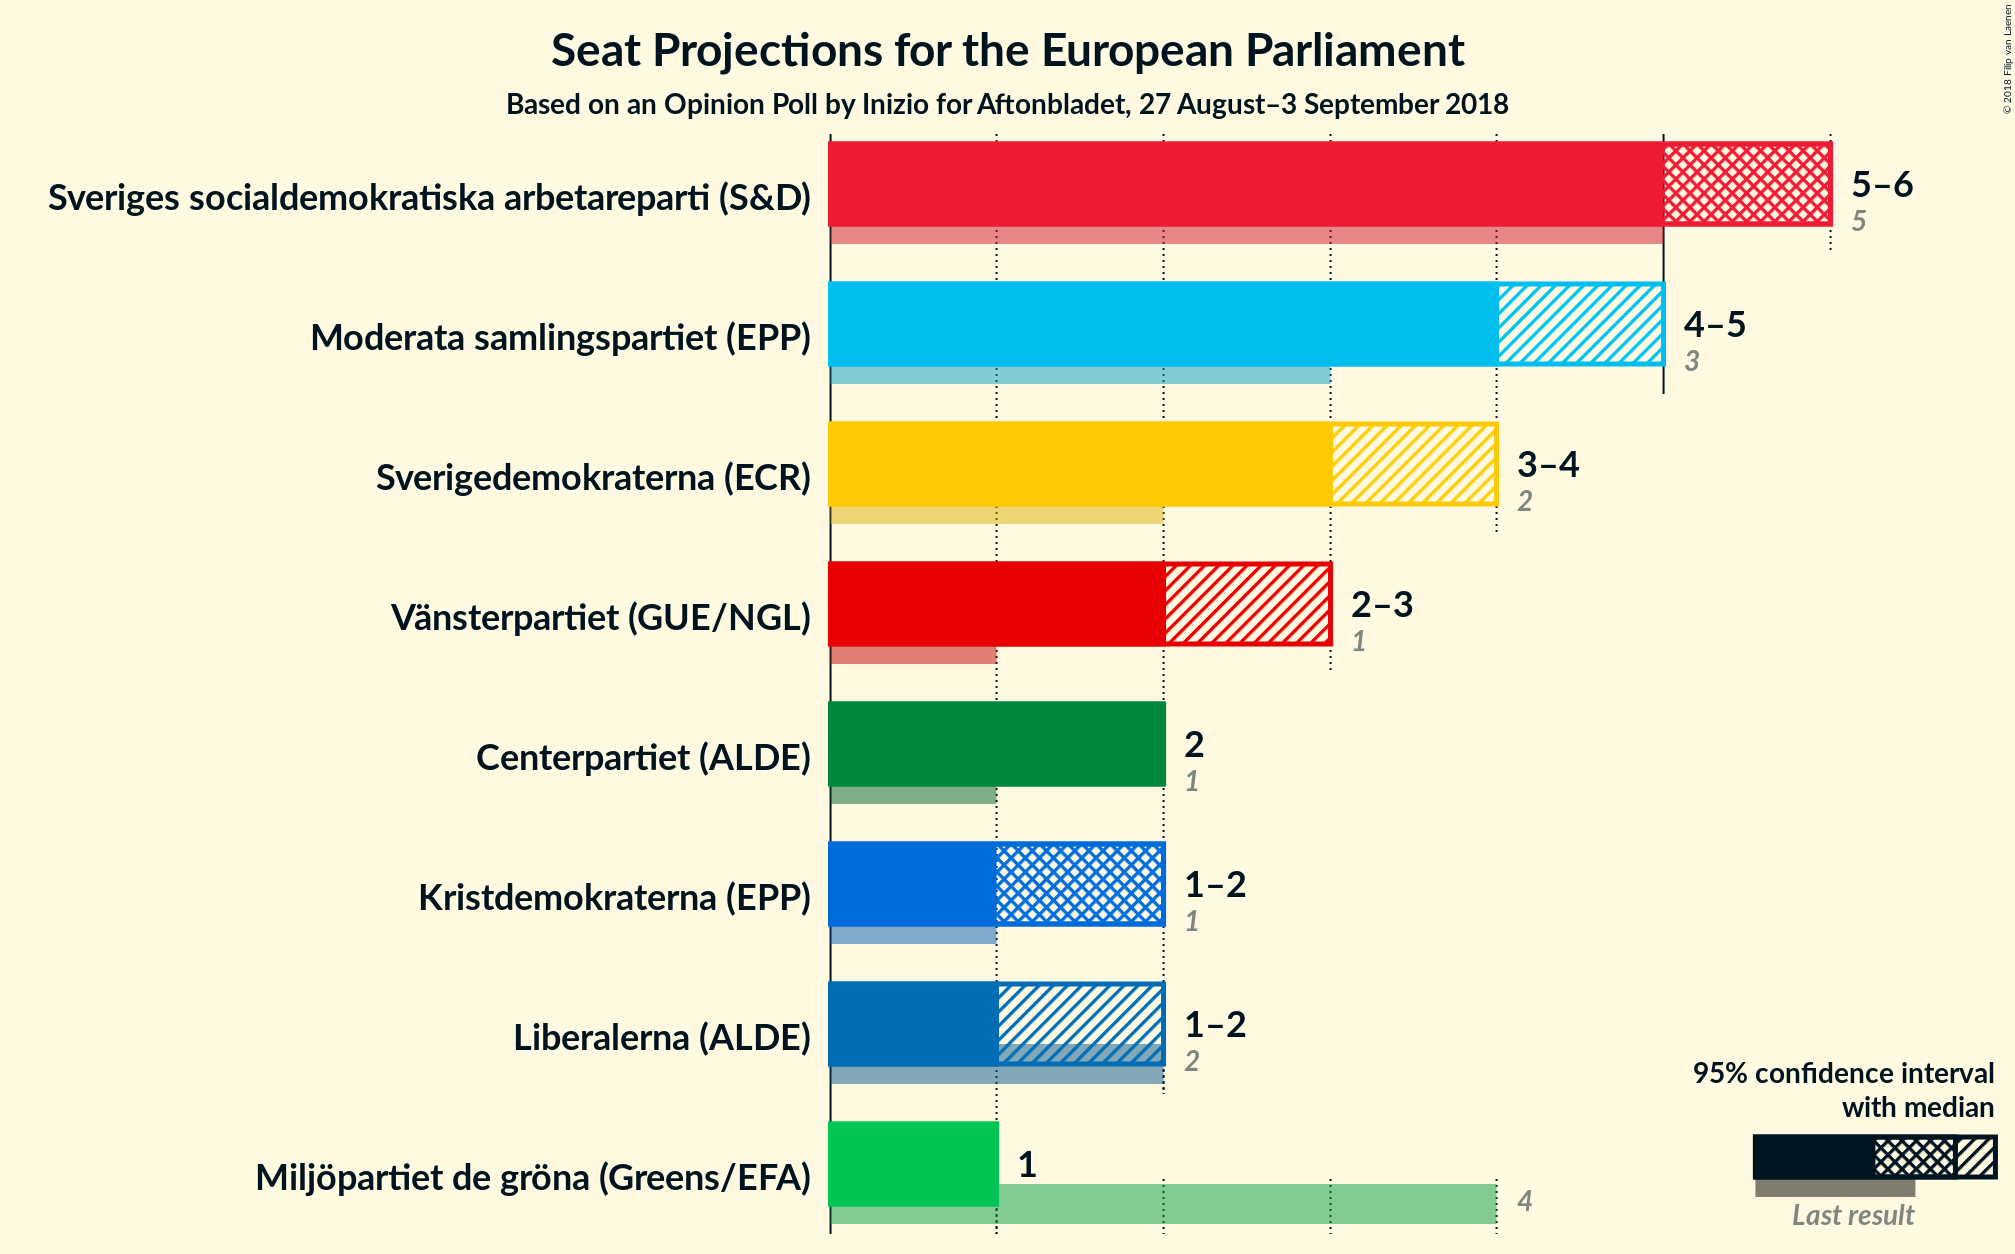 Seat Projections for the European Parliament
Based on an Opinion Poll by Inizio for Aftonbladet, 27 August–3 September 2018
© 2018 Filip van Laenen
Sveriges socialdemokratiska arbetareparti (S&D)
5–6
5
Moderata samlingspartiet (EPP)
4–5
3
Sverigedemokraterna (ECR)
3–4
2
Vänsterpartiet (GUE/NGL)
2–3
1
Centerpartiet (ALDE)
2
1
Kristdemokraterna (EPP)
1–2
1
Liberalerna (ALDE)
1–2
2
Miljöpartiet de gröna (Greens/EFA)
1
4
95% confidence interval
with median
Last result